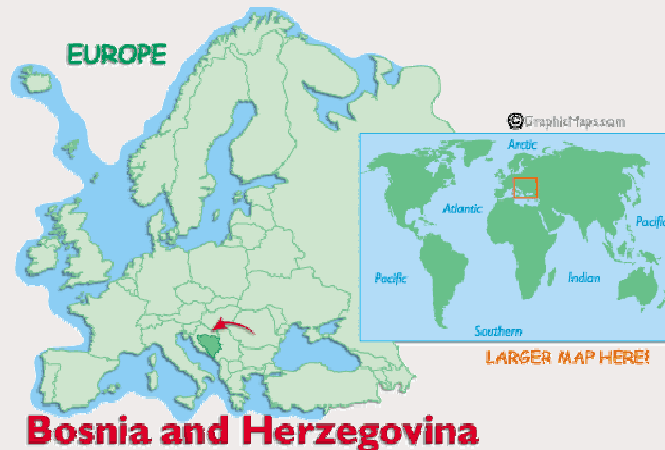 EUROPE
©GraphicMaps.com
Arctic
Atlantic
Pacific
Pacific
Indian
Southern
LARGER MAP HERE!
Bosnia and Herzegovina